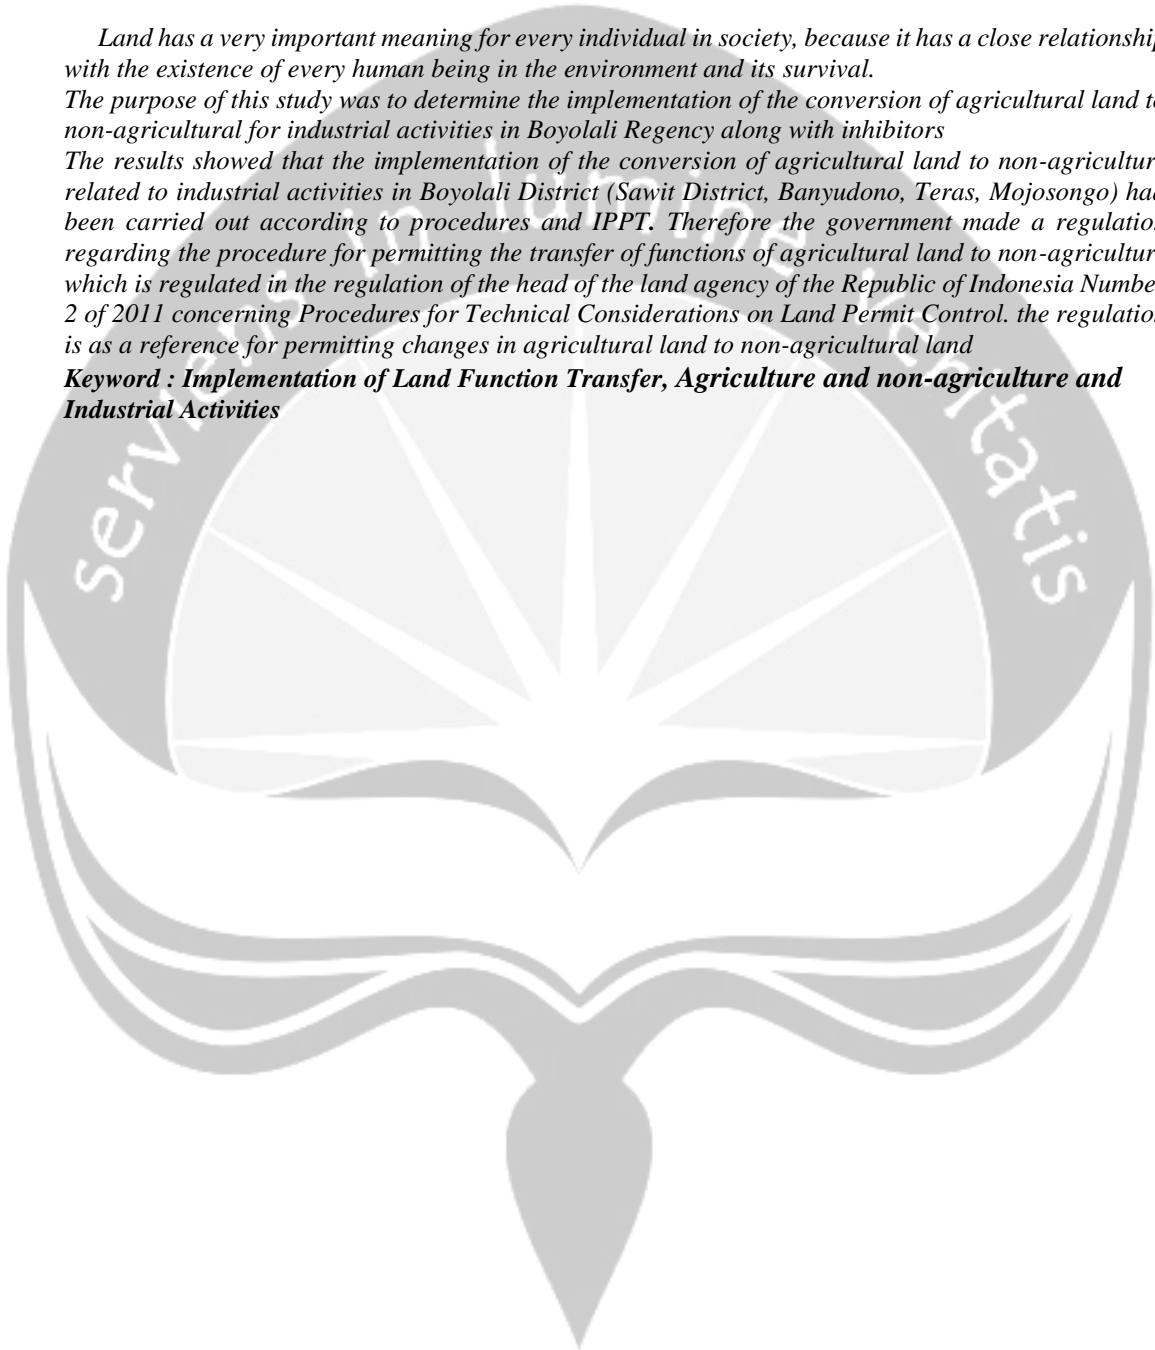 Land has a very important meaning for every individual in society, because it has a close relationship
with the existence of every human being in the environment and its survival.
The purpose of this study was to determine the implementation of the conversion of agricultural land to
non-agricultural for industrial activities in Boyolali Regency along with inhibitors
The results showed that the implementation of the conversion of agricultural land to non-agricultur
related to industrial activities in Boyolali District (Sawit District, Banyudono, Teras, Mojosongo) had
been carried out according to procedures and IPPT. Therefore the government made a regulation
regarding the procedure for permitting the transfer of functions of agricultural land to non-agricultur
which is regulated in the regulation of the head of the land agency of the Republic of Indonesia Numbe
2 of 2011 concerning Procedures for Technical Considerations on Land Permit Control. the regulatio
is as a reference for permitting changes in agricultural land to non-agricultural land
Keyword : Implementation of Land Function Transfer, Agriculture and non-agriculture and
Industrial Activities
serviens in lumine veritatis